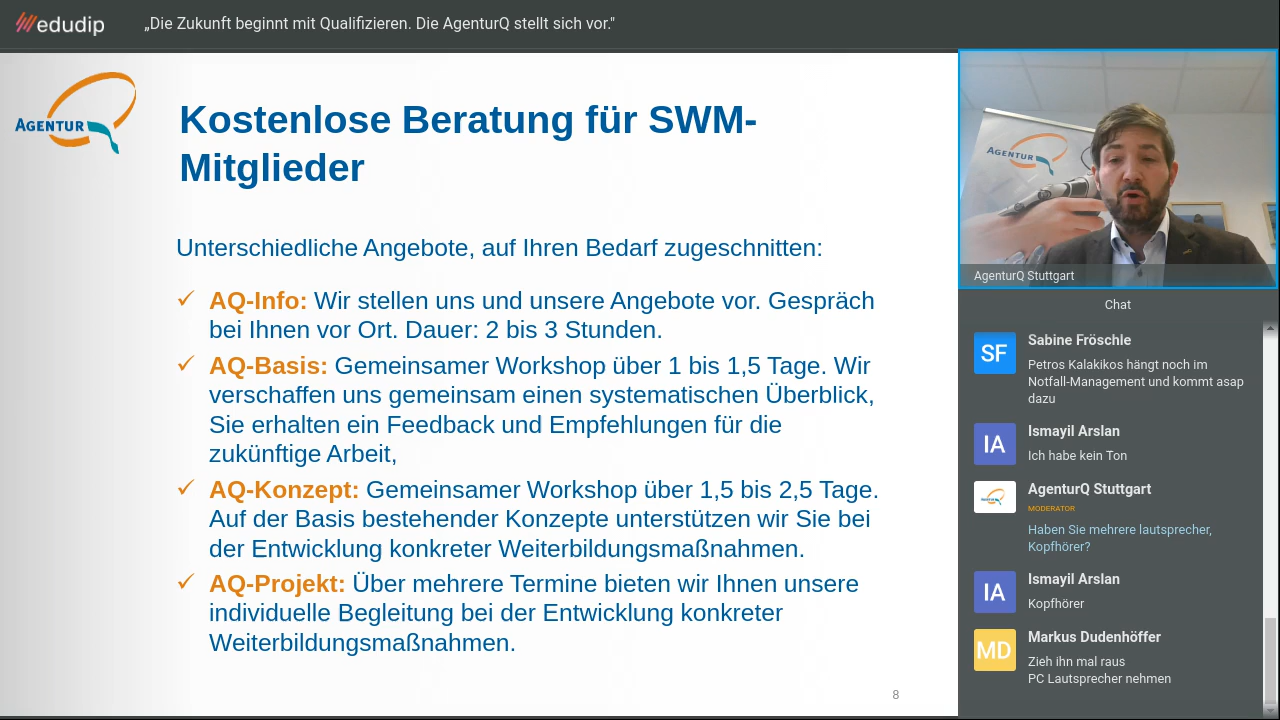 edudip
„Die Zukunft beginnt mit Qualifizieren. Die AgenturQ stellt sich vor."
AGENTUR
Kostenlose Beratung für SWM-
Mitglieder
Unterschiedliche Angebote, auf Ihren Bedarf zugeschnitten:
✓ AQ-Info: Wir stellen uns und unsere Angebote vor. Gespräch
bei Ihnen vor Ort. Dauer: 2 bis 3 Stunden.
✓ AQ-Basis: Gemeinsamer Workshop über 1 bis 1,5 Tage. Wir
verschaffen uns gemeinsam einen systematischen Überblick,
Sie erhalten ein Feedback und Empfehlungen für die
zukünftige Arbeit,
✓ AQ-Konzept: Gemeinsamer Workshop über 1,5 bis 2,5 Tage.
Auf der Basis bestehender Konzepte unterstützen wir Sie bei
der Entwicklung konkreter Weiterbildungsmaßnahmen.
✓ AQ-Projekt: Über mehrere Termine bieten wir Ihnen unsere
individuelle Begleitung bei der Entwicklung konkreter
Weiterbildungsmaßnahmen.
8
AGENTUR
AgenturQ Stuttgart
Chat
SF
Sabine Fröschle
Petros Kalakikos hängt noch im
Notfall-Management und kommt asap
dazu
IA
Ismayil Arslan
Ich habe kein Ton
AgenturQ Stuttgart
MODERATOR
Haben Sie mehrere lautsprecher,
Kopfhörer?
IA
Ismayil Arslan
Kopfhörer
MD
Markus Dudenhöffer
Zieh ihn mal raus
PC Lautsprecher nehmen